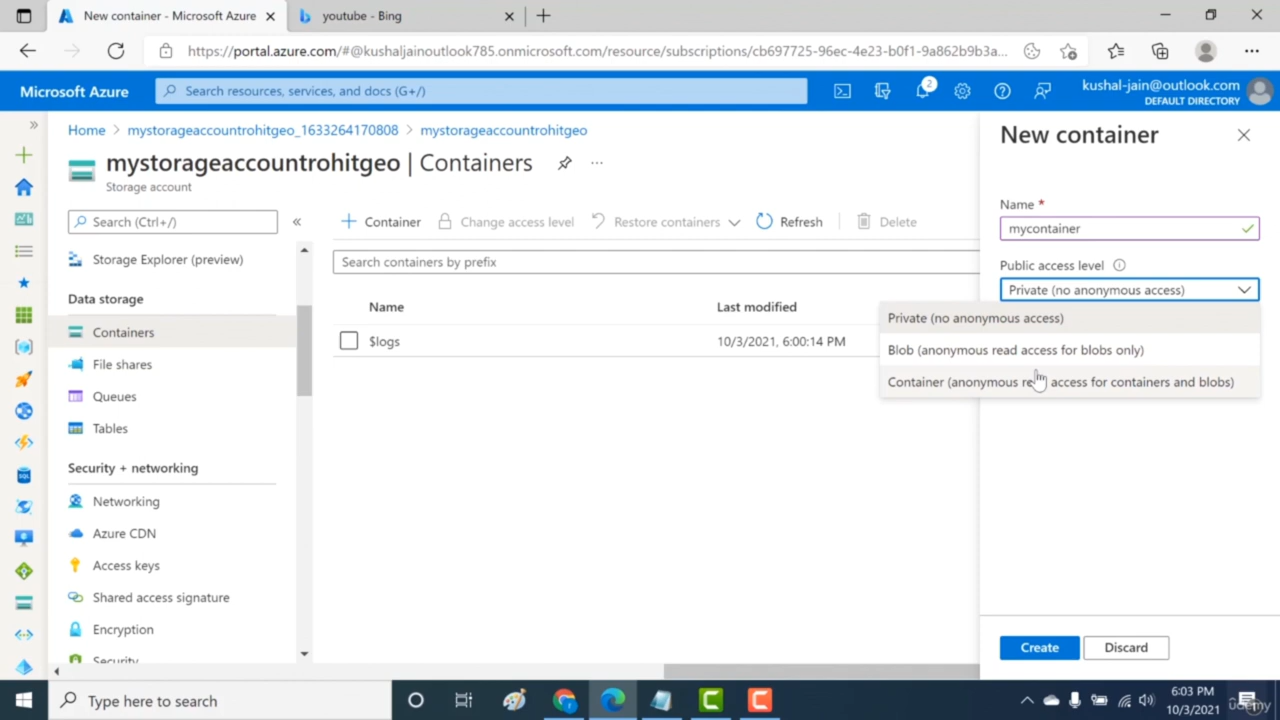 New container - Microsoft Azure
youtube - Bing
https://portal.azure.com/#@kushaljainoutlook785.onmicrosoft.com/resource/subscriptions/cb697725-96ec-4e23-b0f1-9a862b9b3a...
Microsoft Azure
Search resources, services, and docs (G+/)
2
kushal-jain@outlook.com
DEFAULT DIRECTORY
Home > mystorageaccountrohitgeo_1633264170808 > mystorageaccountrohitgeo
mystorageaccountrohitgeo | Containers
Storage account
Search (Ctrl+/)
Storage Explorer (preview)
Data storage
Containers
File shares
Queues
Tables
Security + networking
Networking
Azure CDN
Access keys
Shared access signature
Encryption
Security
Container
Change access level
Restore containers
Refresh
Delete
Search containers by prefix
Name
Last modified
$logs
10/3/2021, 6:00:14 PM
New container
Name *
mycontainer
Public access level
Private (no anonymous access)
Private (no anonymous access)
Blob (anonymous read access for blobs only)
Container (anonymous access for containers and blobs)
Create
Discard
Type here to search
6:03 PM
10/3/2021
udemy